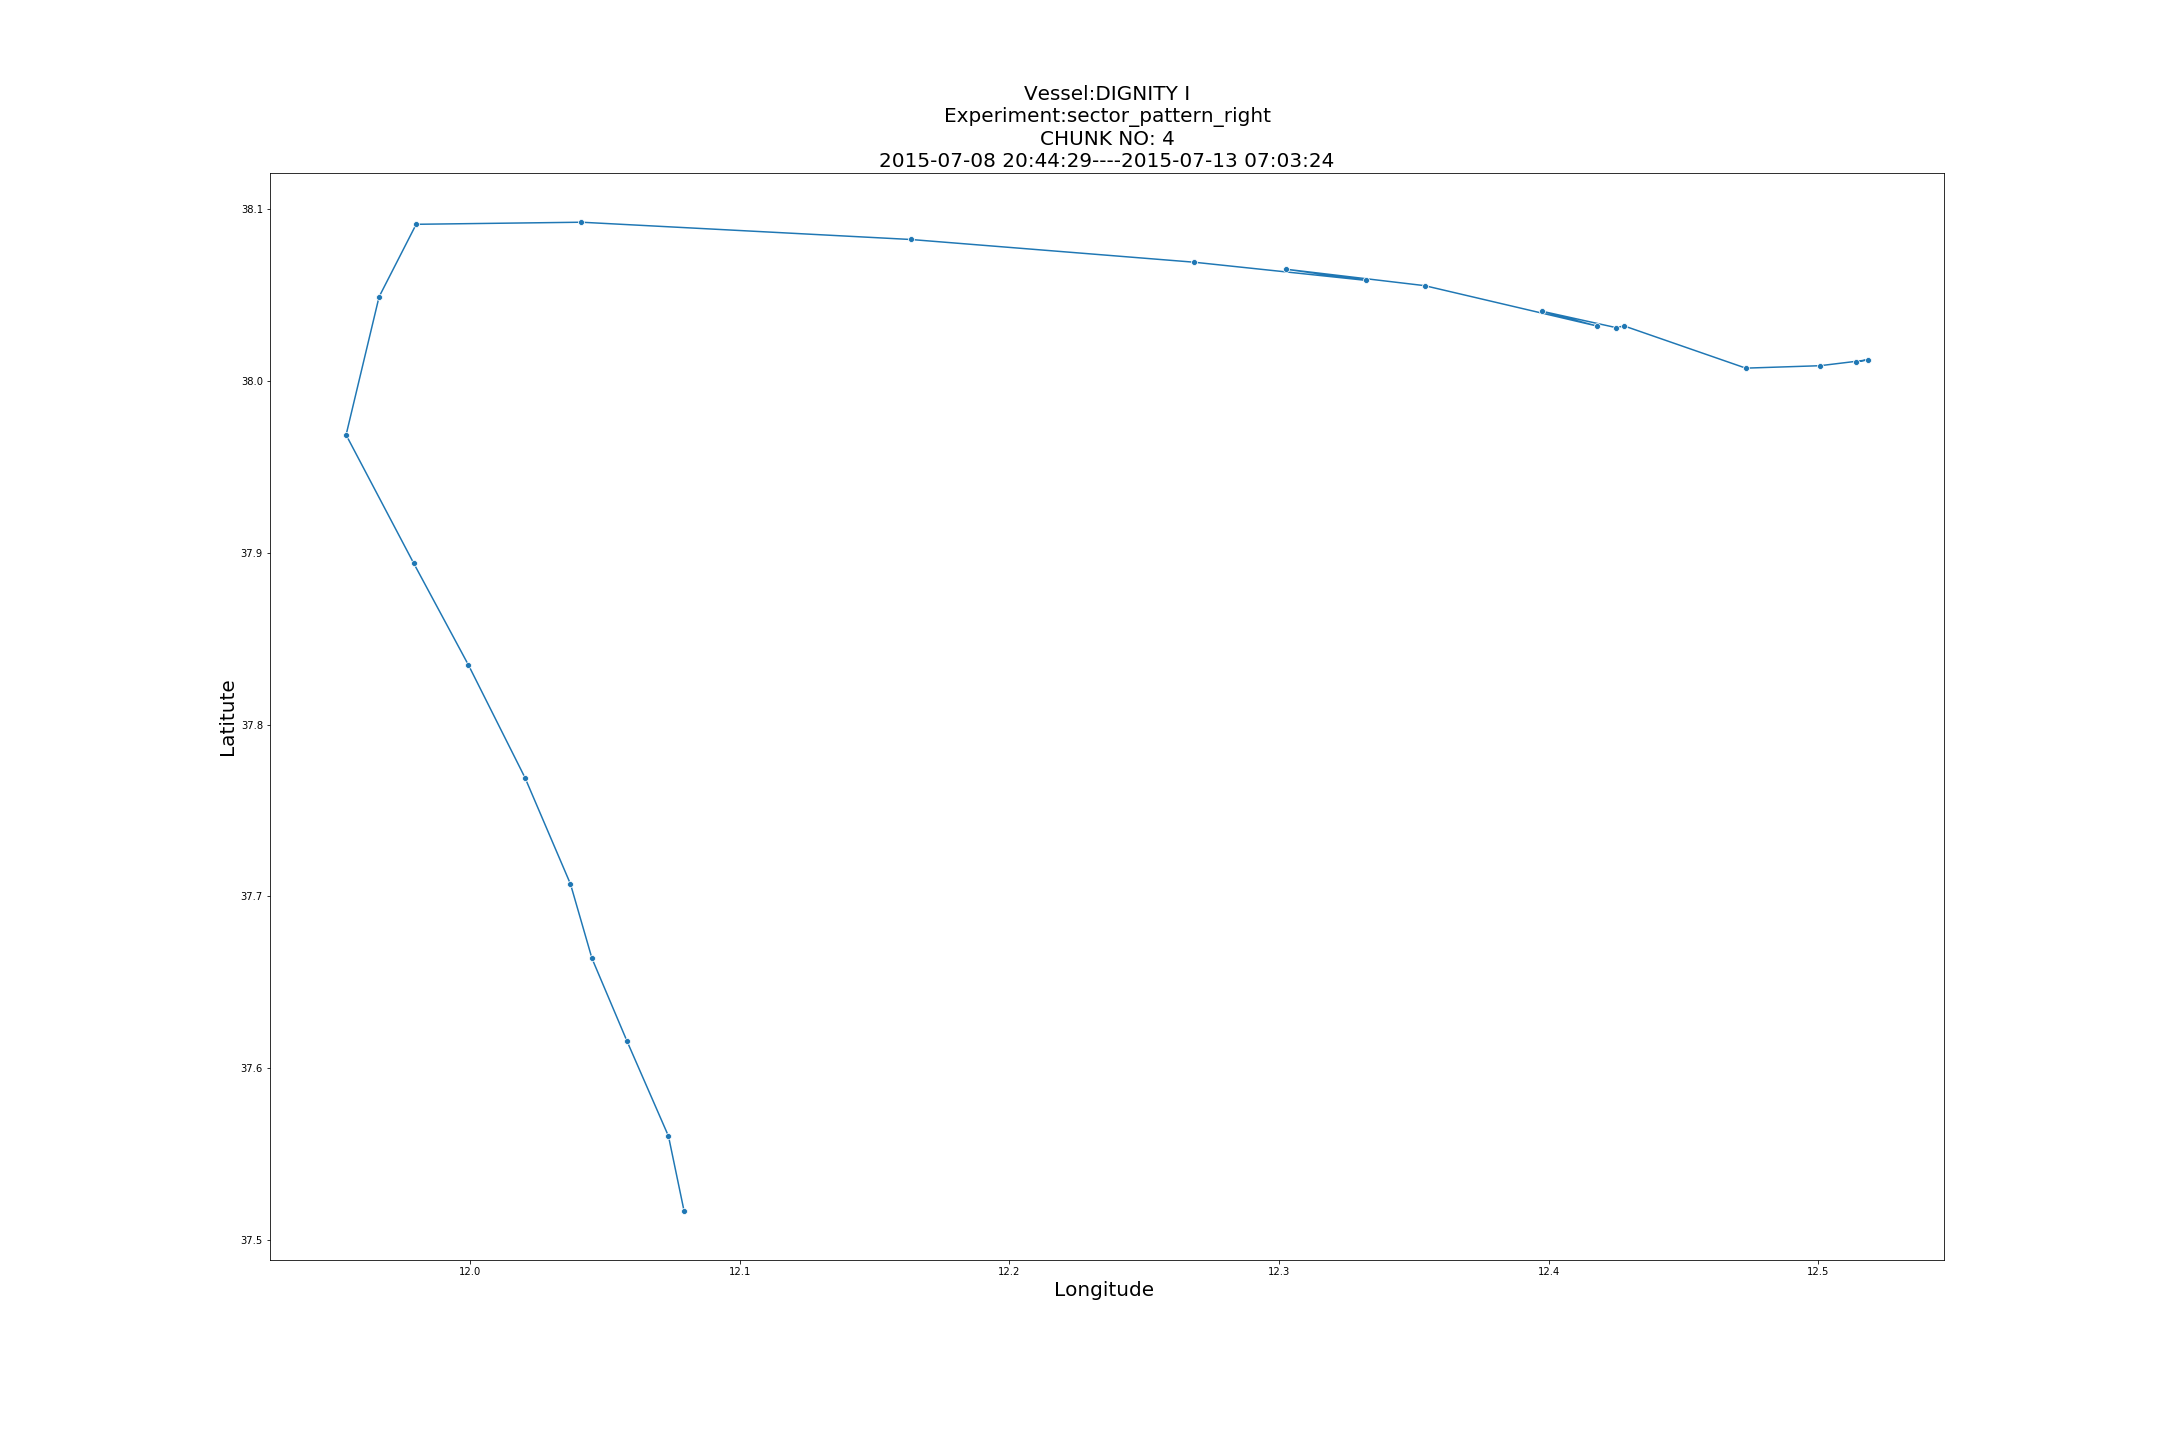 Vessel:DIGNITY I
Experiment:sector_pattern_right
CHUNK NO: 4
2015-07-08 20:44:29----2015-07-13 07:03:24
38.1
38.0
37.9
37.8
37.7
37.6
37.5
Latitute
12.0 12.1 12.2 12.3 12.4 12.5
Longitude